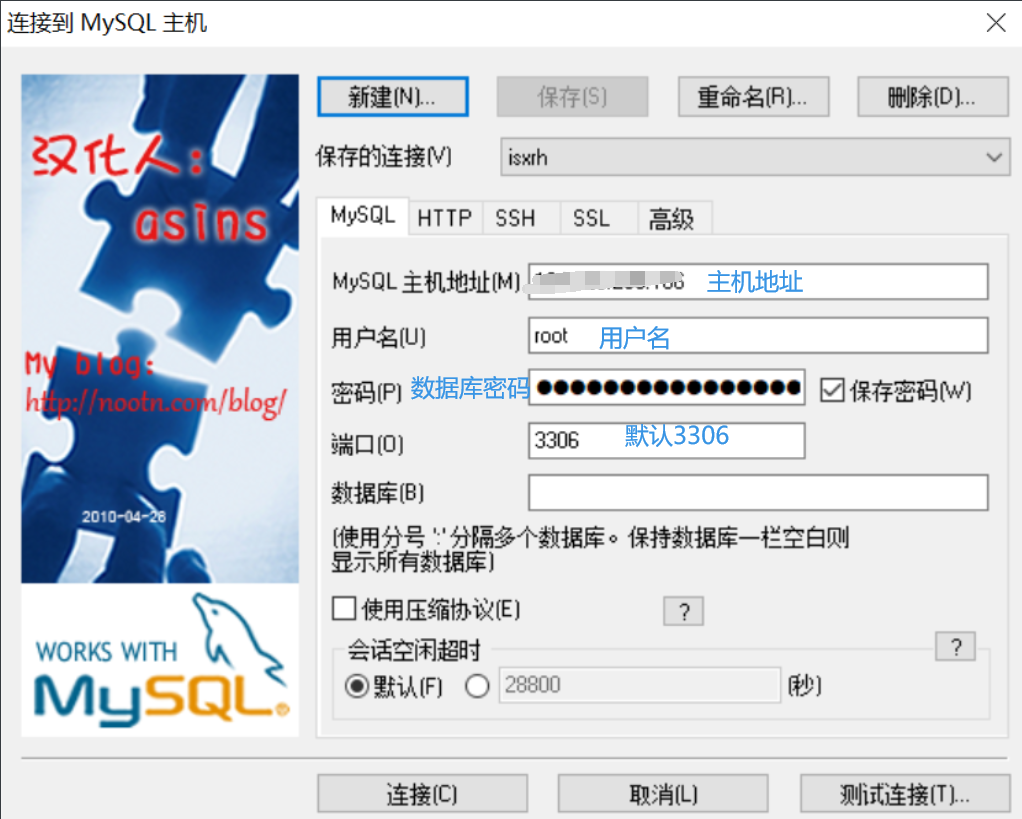 连接到 MySQL 主机
汉化人：
asins
My blog:
http://nootn.com/blog/
2010-04-28
WORKS WITH
MySQL
新建(N)...
保存(S)
重命名(R)...
删除(D)...
保存的连接(V)
isxrh
MySQL
HTTP
SSH
SSL
高级
MySQL 主机地址(M)
主机地址
用户名(U)
root
用户名
密码(P)
数据库密码
●●●●●●●●●●●●●●●●
保存密码(W)
端口(O)
3306
默认3306
数据库(B)
(使用分号 ';' 分隔多个数据库。保持数据库一栏空白则
显示所有数据库)
使用压缩协议(E)
?
会话空闲超时
?
默认(F)
28800
(秒)
连接(C)
取消(L)
测试连接(T)...